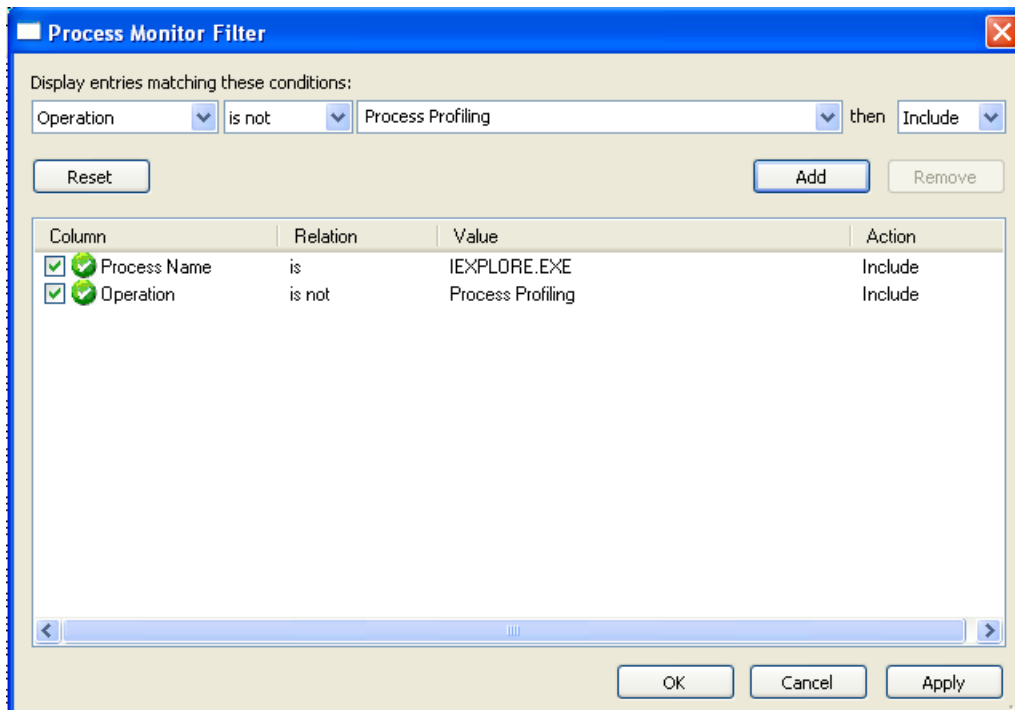 Process Monitor Filter
Display entries matching these conditions:
Operation is not Process Profiling then Include
Reset Add Remove
Column Relation Value Action
Process Name is IEXPLORE.EXE Include
Operation is not Process Profiling Include
OK Cancel Apply